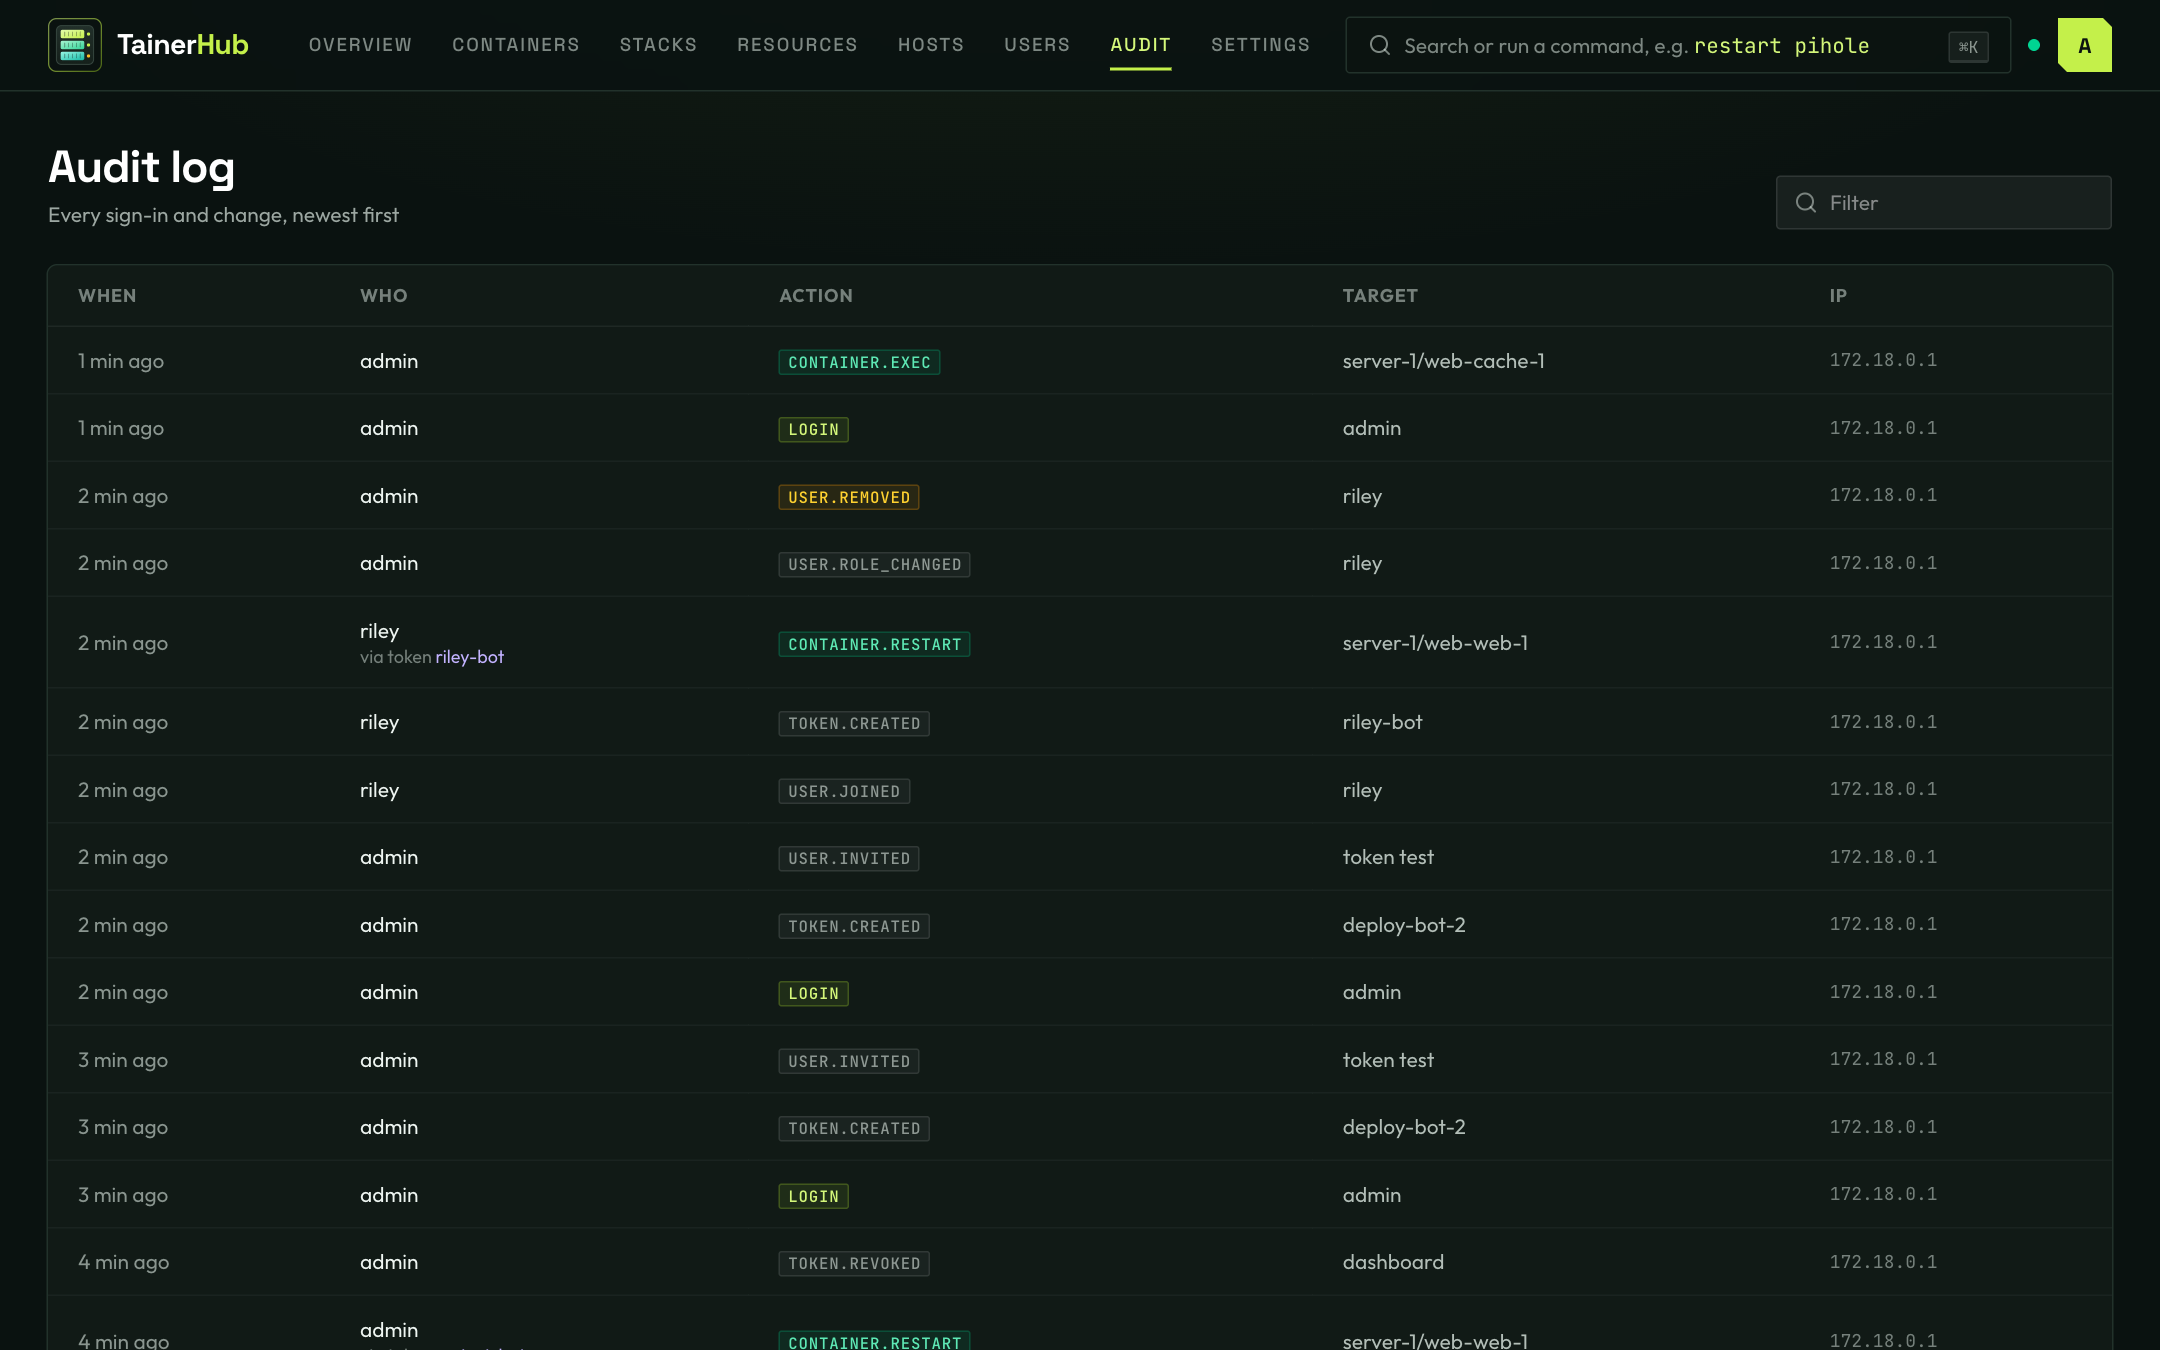 TainerHub OVERVIEW CONTAINERS STACKS RESOURCES HOSTS USERS AUDIT SETTINGS Search or run a command, e.g. restart pihole ⌘K A
Audit log
Every sign-in and change, newest first
Filter
WHEN WHO ACTION TARGET IP
1 min ago admin CONTAINER.EXEC server-1/web-cache-1 172.18.0.1
1 min ago admin LOGIN admin 172.18.0.1
2 min ago admin USER.REMOVED riley 172.18.0.1
2 min ago admin USER.ROLE_CHANGED riley 172.18.0.1
2 min ago riley CONTAINER.RESTART server-1/web-web-1 172.18.0.1
via token riley-bot
2 min ago riley TOKEN.CREATED riley-bot 172.18.0.1
2 min ago riley USER.JOINED riley 172.18.0.1
2 min ago admin USER.INVITED token test 172.18.0.1
2 min ago admin TOKEN.CREATED deploy-bot-2 172.18.0.1
2 min ago admin LOGIN admin 172.18.0.1
3 min ago admin USER.INVITED token test 172.18.0.1
3 min ago admin TOKEN.CREATED deploy-bot-2 172.18.0.1
3 min ago admin LOGIN admin 172.18.0.1
4 min ago admin TOKEN.REVOKED dashboard 172.18.0.1
4 min ago admin CONTAINER.RESTART server-1/web-web-1 172.18.0.1